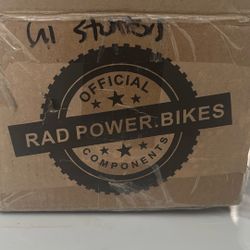 OFFICIAL
RAD POWER BIKES
COMPONENTS